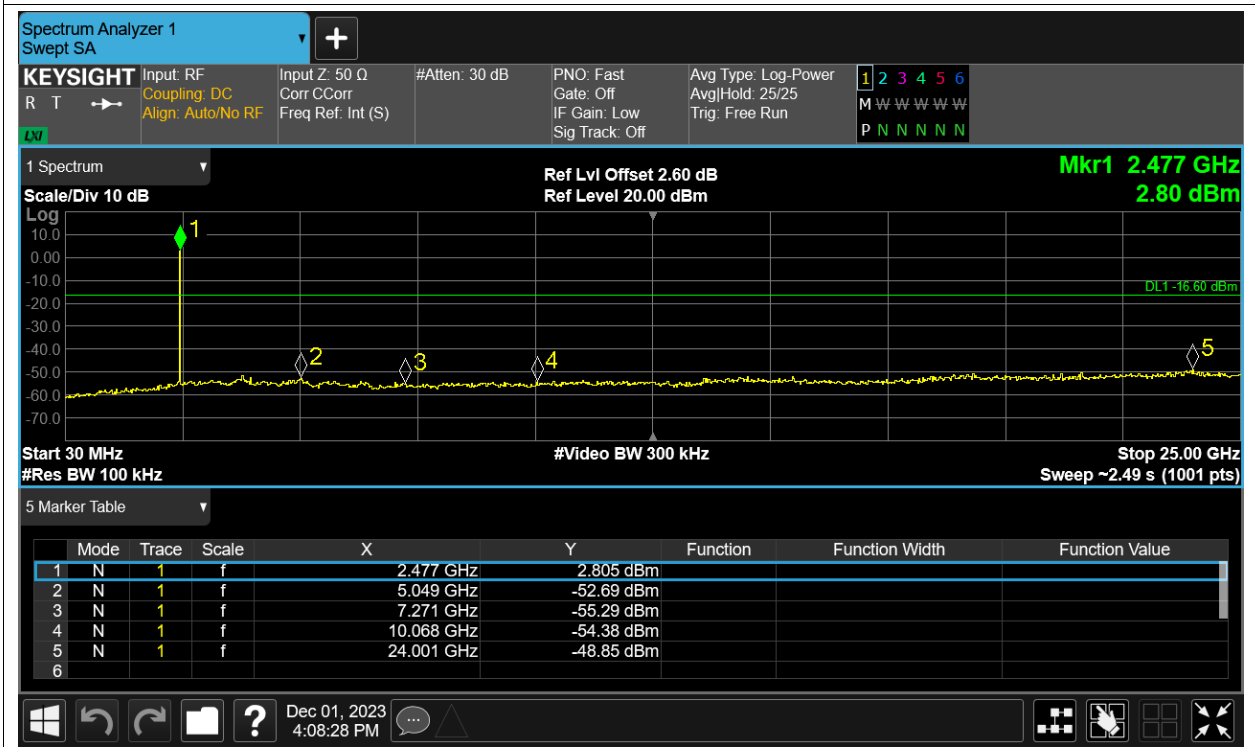 Spectrum Analyzer 1
Swept SA
KEYSIGHT Input: RF Input Z: 50 Ω #Atten: 30 dB PNO: Fast Avg Type: Log-Power 1 2 3 4 5 6
R T Coupling: DC Corr CCorr Gate: Off Avg|Hold: 25/25 M W W W W W
Align: Auto/No RF Freq Ref: Int (S) IF Gain: Low Trig: Free Run
LXI Sig Track: Off P N N N N N
1 Spectrum Ref Lvl Offset 2.60 dB Mkr1 2.477 GHz
Scale/Div 10 dB Ref Level 20.00 dBm 2.80 dBm
Log
1
10.0
0.00
-10.0
DL1 -16.60 dBm
-20.0
-30.0
-40.0
2 3 4 5
-50.0
-60.0
-70.0
Start 30 MHz #Video BW 300 kHz Stop 25.00 GHz
#Res BW 100 kHz Sweep ~2.49 s (1001 pts)
5 Marker Table
Mode Trace Scale X Y Function Function Width Function Value
1 N 1 f 2.477 GHz 2.805 dBm
2 N 1 f 5.049 GHz -52.69 dBm
3 N 1 f 7.271 GHz -55.29 dBm
4 N 1 f 10.068 GHz -54.38 dBm
5 N 1 f 24.001 GHz -48.85 dBm
6
? Dec 01, 2023
4:08:28 PM